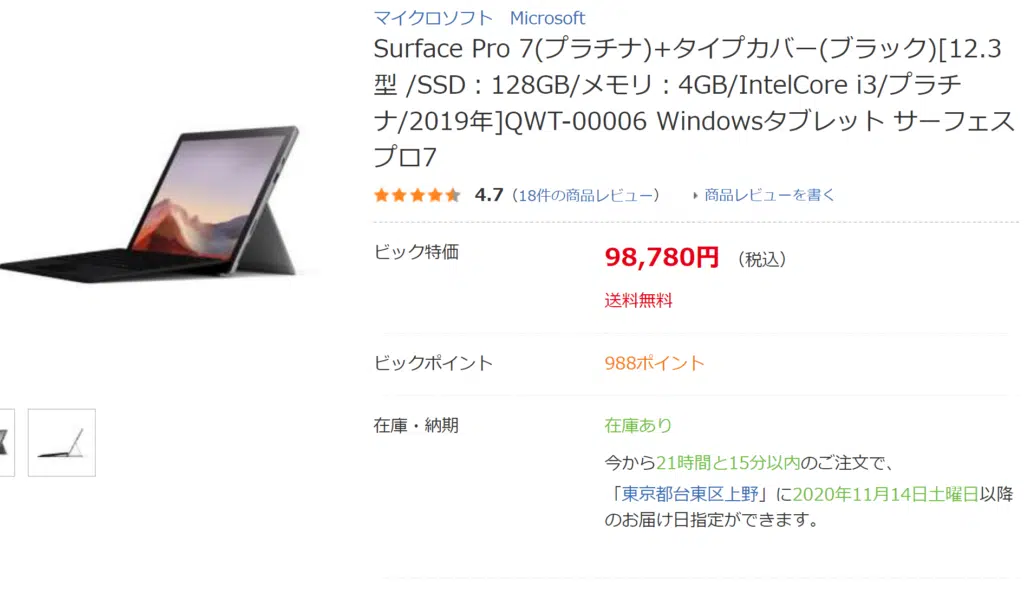 マイクロソフト Microsoft
Surface Pro 7(プラチナ)+タイプカバー(ブラック)[12.3
型 /SSD：128GB/メモリ：4GB/IntelCore i3/プラチ
ナ/2019年]QWT-00006 Windowsタブレット サーフェス
プロ7
4.7（18件の商品レビュー） 商品レビューを書く
ビック特価 98,780円（税込）
送料無料
ビックポイント 988ポイント
在庫・納期 在庫あり
今から21時間と15分以内のご注文で、
「東京都台東区上野」に2020年11月14日土曜日以降
のお届け日指定ができます。